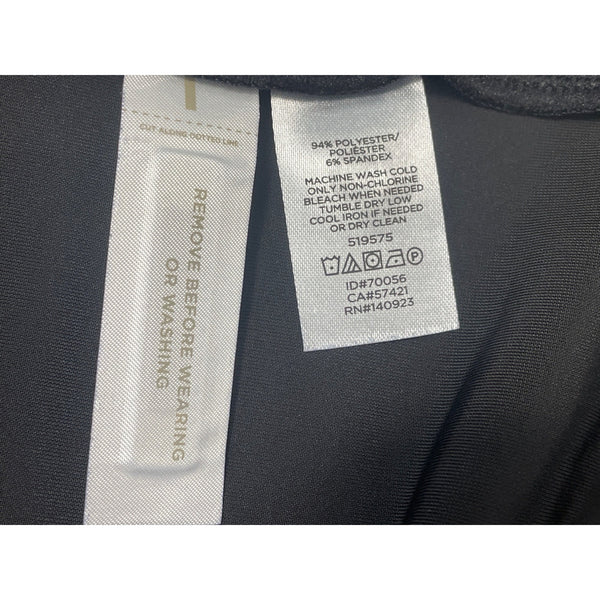 CUT ALONG DOTTED LINE
REMOVE BEFORE WEARING
OR WASHING
94% POLYESTER/
POLIÉSTER
6% SPANDEX
MACHINE WASH COLD
ONLY NON-CHLORINE
BLEACH WHEN NEEDED
TUMBLE DRY LOW
COOL IRON IF NEEDED
OR DRY CLEAN
519575
ID#70056
CA#57421
RN#140923